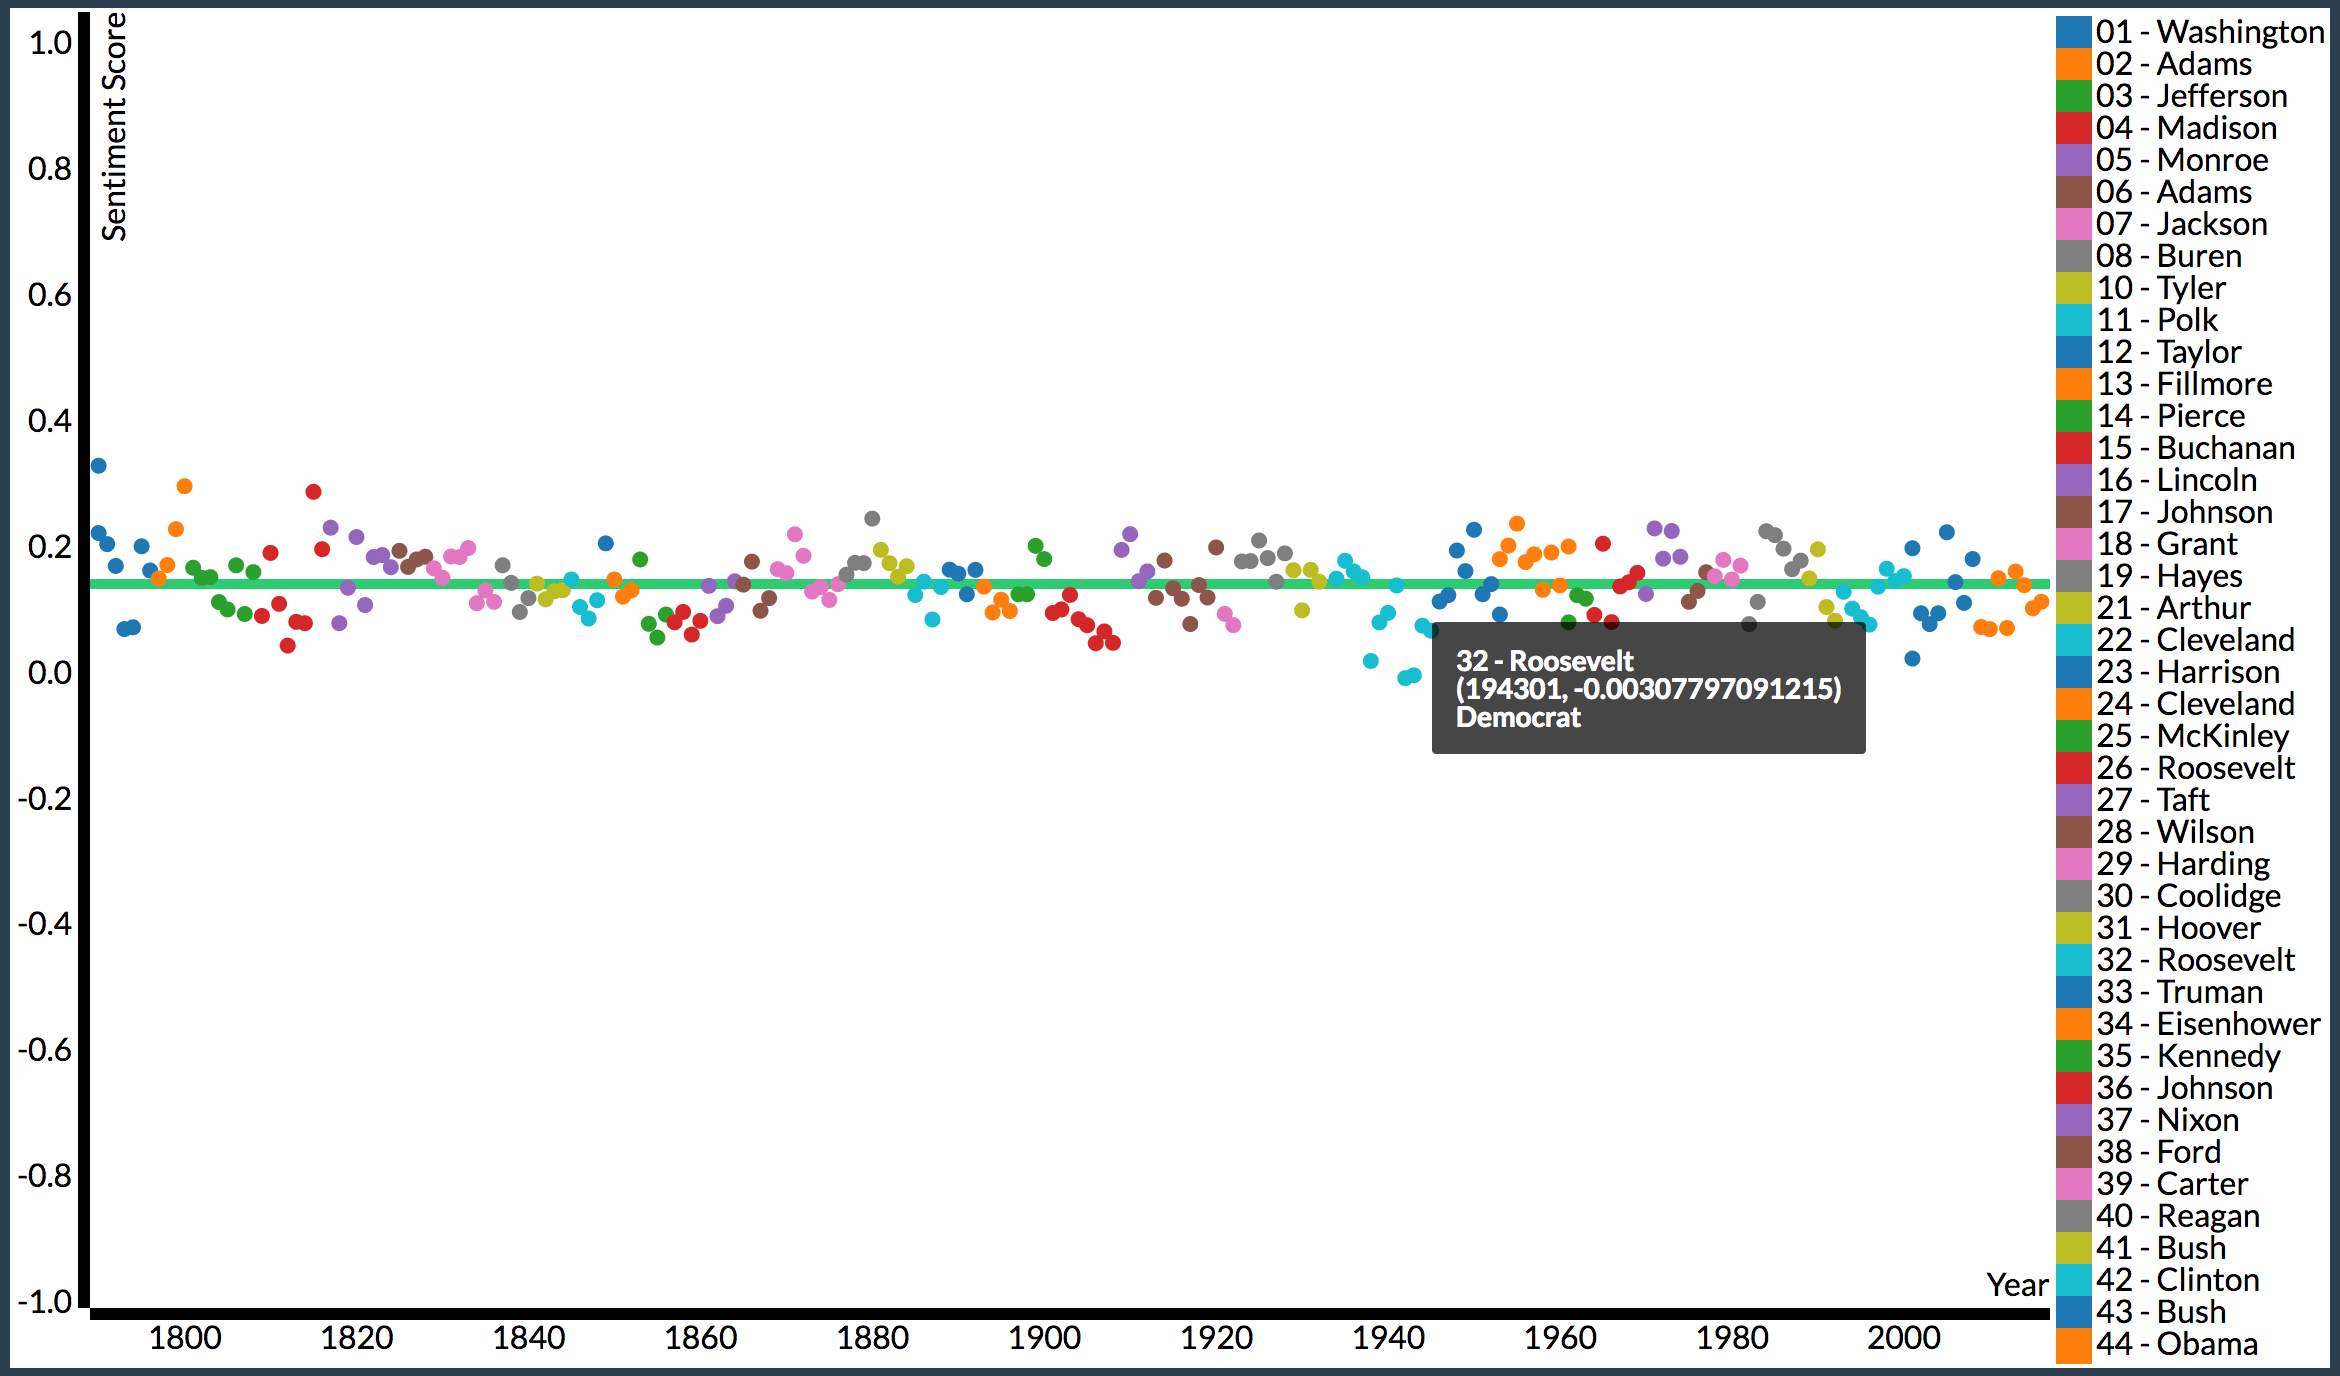 Sentiment Score
1.0
0.8
0.6
0.4
0.2
0.0
-0.2
-0.4
-0.6
-0.8
-1.0
32 - Roosevelt
(194301, -0.00307797091215)
Democrat
Year
1800 1820 1840 1860 1880 1900 1920 1940 1960 1980 2000
01 - Washington
02 - Adams
03 - Jefferson
04 - Madison
05 - Monroe
06 - Adams
07 - Jackson
08 - Buren
10 - Tyler
11 - Polk
12 - Taylor
13 - Fillmore
14 - Pierce
15 - Buchanan
16 - Lincoln
17 - Johnson
18 - Grant
19 - Hayes
21 - Arthur
22 - Cleveland
23 - Harrison
24 - Cleveland
25 - McKinley
26 - Roosevelt
27 - Taft
28 - Wilson
29 - Harding
30 - Coolidge
31 - Hoover
32 - Roosevelt
33 - Truman
34 - Eisenhower
35 - Kennedy
36 - Johnson
37 - Nixon
38 - Ford
39 - Carter
40 - Reagan
41 - Bush
42 - Clinton
43 - Bush
44 - Obama